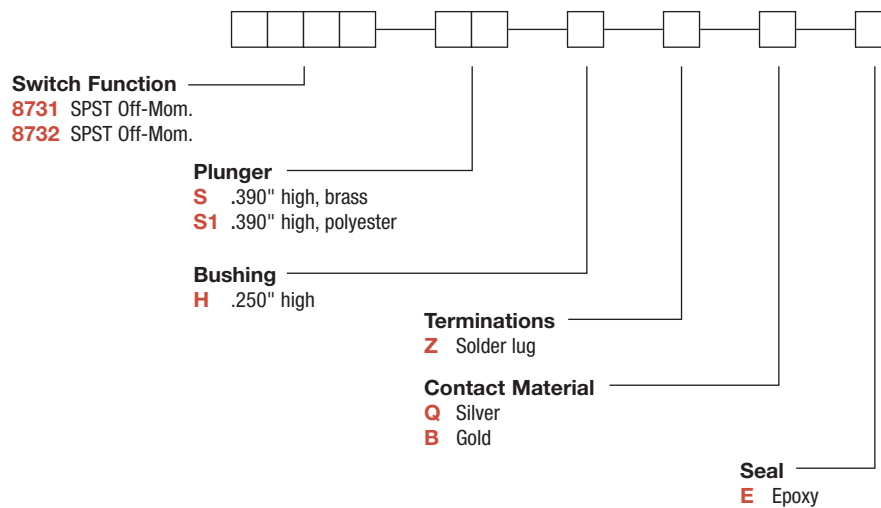 Switch Function
8731 SPST Off-Mom.
8732 SPST Off-Mom.
Plunger
S .390" high, brass
S1 .390" high, polyester
Bushing
H .250" high
Terminations
Z Solder lug
Contact Material
Q Silver
B Gold
Seal
E Epoxy